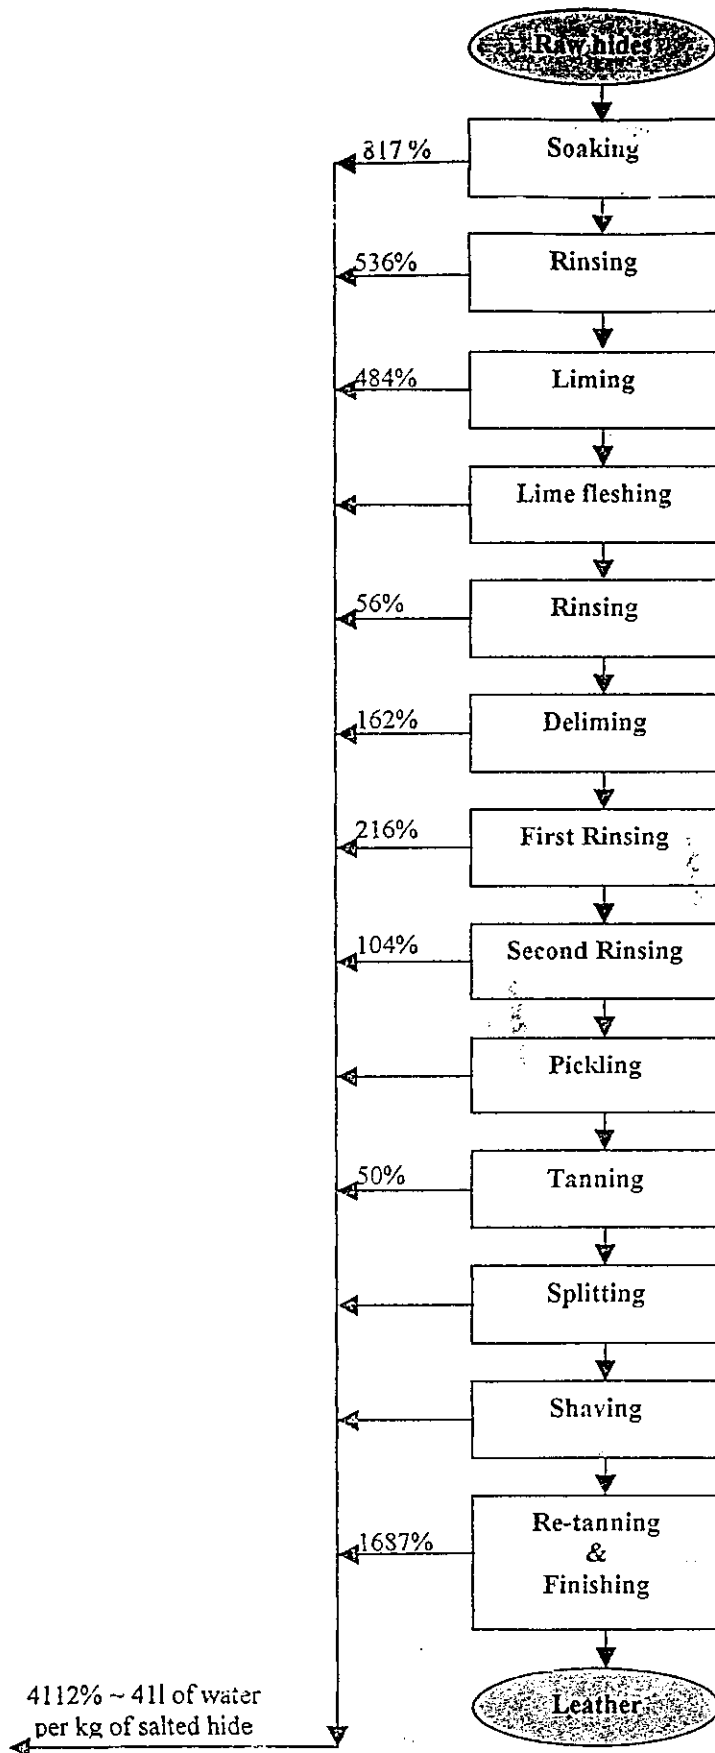 Raw hides
Soaking
817%
Rinsing
536%
Liming
484%
Lime fleshing
Rinsing
56%
Deliming
162%
First Rinsing
216%
Second Rinsing
104%
Pickling
Tanning
50%
Splitting
Shaving
Re-tanning
&
Finishing
1687%
Leather
4112% ~ 41l of water
per kg of salted hide